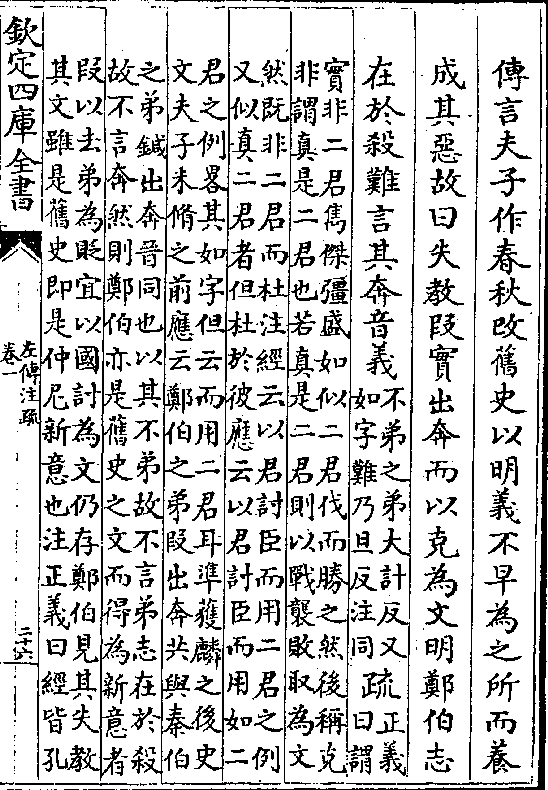 傳言夫子作春秋改舊史以明義不早為之所而養
成其惡故曰失教段實出奔而以克為文明鄭伯志
在於殺難言其奔音義
不弟之弟大計反又
如字難乃旦反注同
疏
正義
曰謂
實非二君雋傑彊盛如似二君伐而勝之然後稱克
非謂真是二君也若真是二君則以戰襲敗取為文
然既非二君而杜注經云以君討臣而用二君之例
又似真二君者但杜於彼應云以君討臣而用如二
君之例畧其如字但云而用二君耳準獲麟之後史
文夫子未脩之前應云鄭伯之弟段出奔共與秦伯
之弟鍼出奔晉同也以其不弟故不言弟志在於殺
故不言奔然則鄭伯亦是舊史之文而得為新意者
段以去弟為貶宜以國討為文仍存鄭伯見其失教
其文雖是舊史即是仲尼新意也注正義曰經皆孔
欽定四庫全書
左傳注疏
卷一
二十六